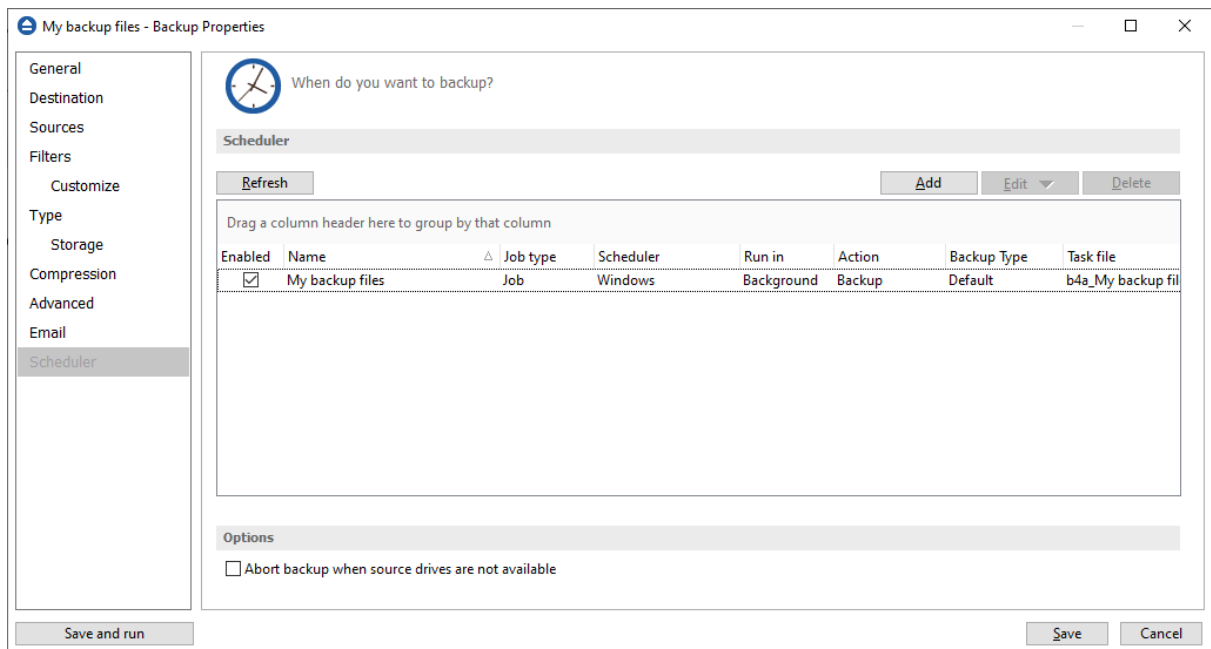 My backup files - Backup Properties
General
Destination
Sources
Filters
Customize
Type
Storage
Compression
Advanced
Email
Scheduler
When do you want to backup?
Scheduler
Refresh
Add
Edit
Delete
Drag a column header here to group by that column
Enabled Name Job type Scheduler Run in Action Backup Type Task file
My backup files Job Windows Background Backup Default b4a_My backup fil
Options
Abort backup when source drives are not available
Save and run
Save
Cancel